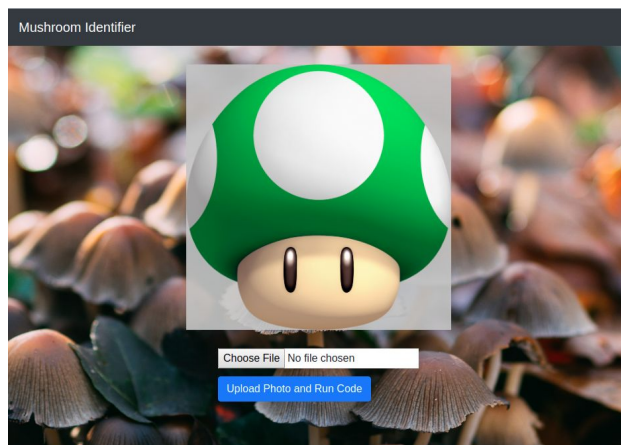 Mushroom Identifier
Choose File No file chosen
Upload Photo and Run Code